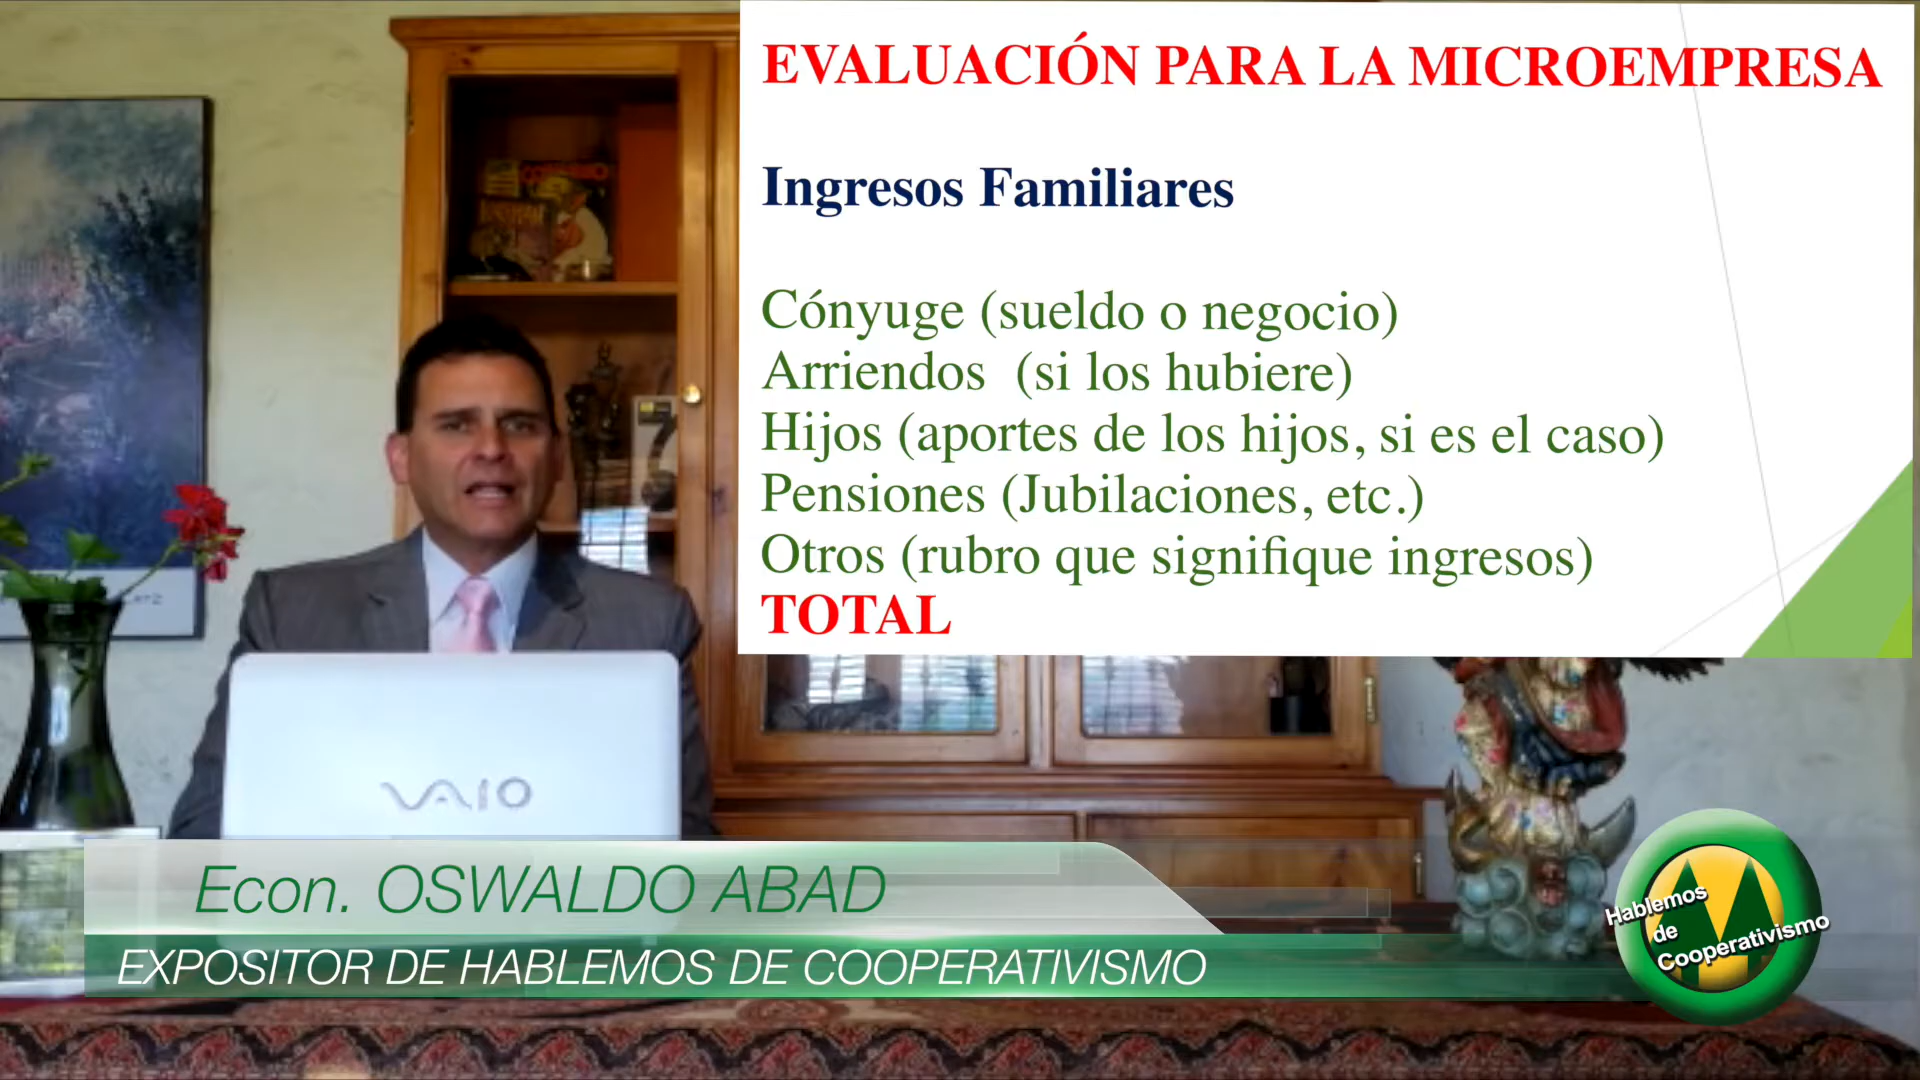 EVALUACIÓN PARA LA MICROEMPRESA
Ingresos Familiares
Cónyuge (sueldo o negocio)
Arriendos (si los hubiere)
Hijos (aportes de los hijos, si es el caso)
Pensiones (Jubilaciones, etc.)
Otros (rubro que signifique ingresos)
TOTAL
VAIO
Econ. OSWALDO ABAD
EXPOSITOR DE HABLEMOS DE COOPERATIVISMO
Hablemos
de
Cooperativismo